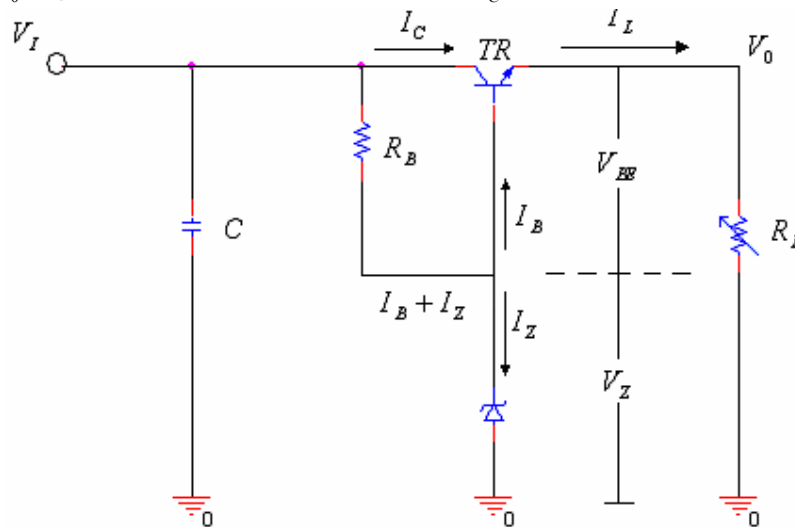 V_I
I_C
TR
I_L
V_0
R_B
V_BE
I_B
C
I_B + I_Z
I_Z
V_Z
0
0
0